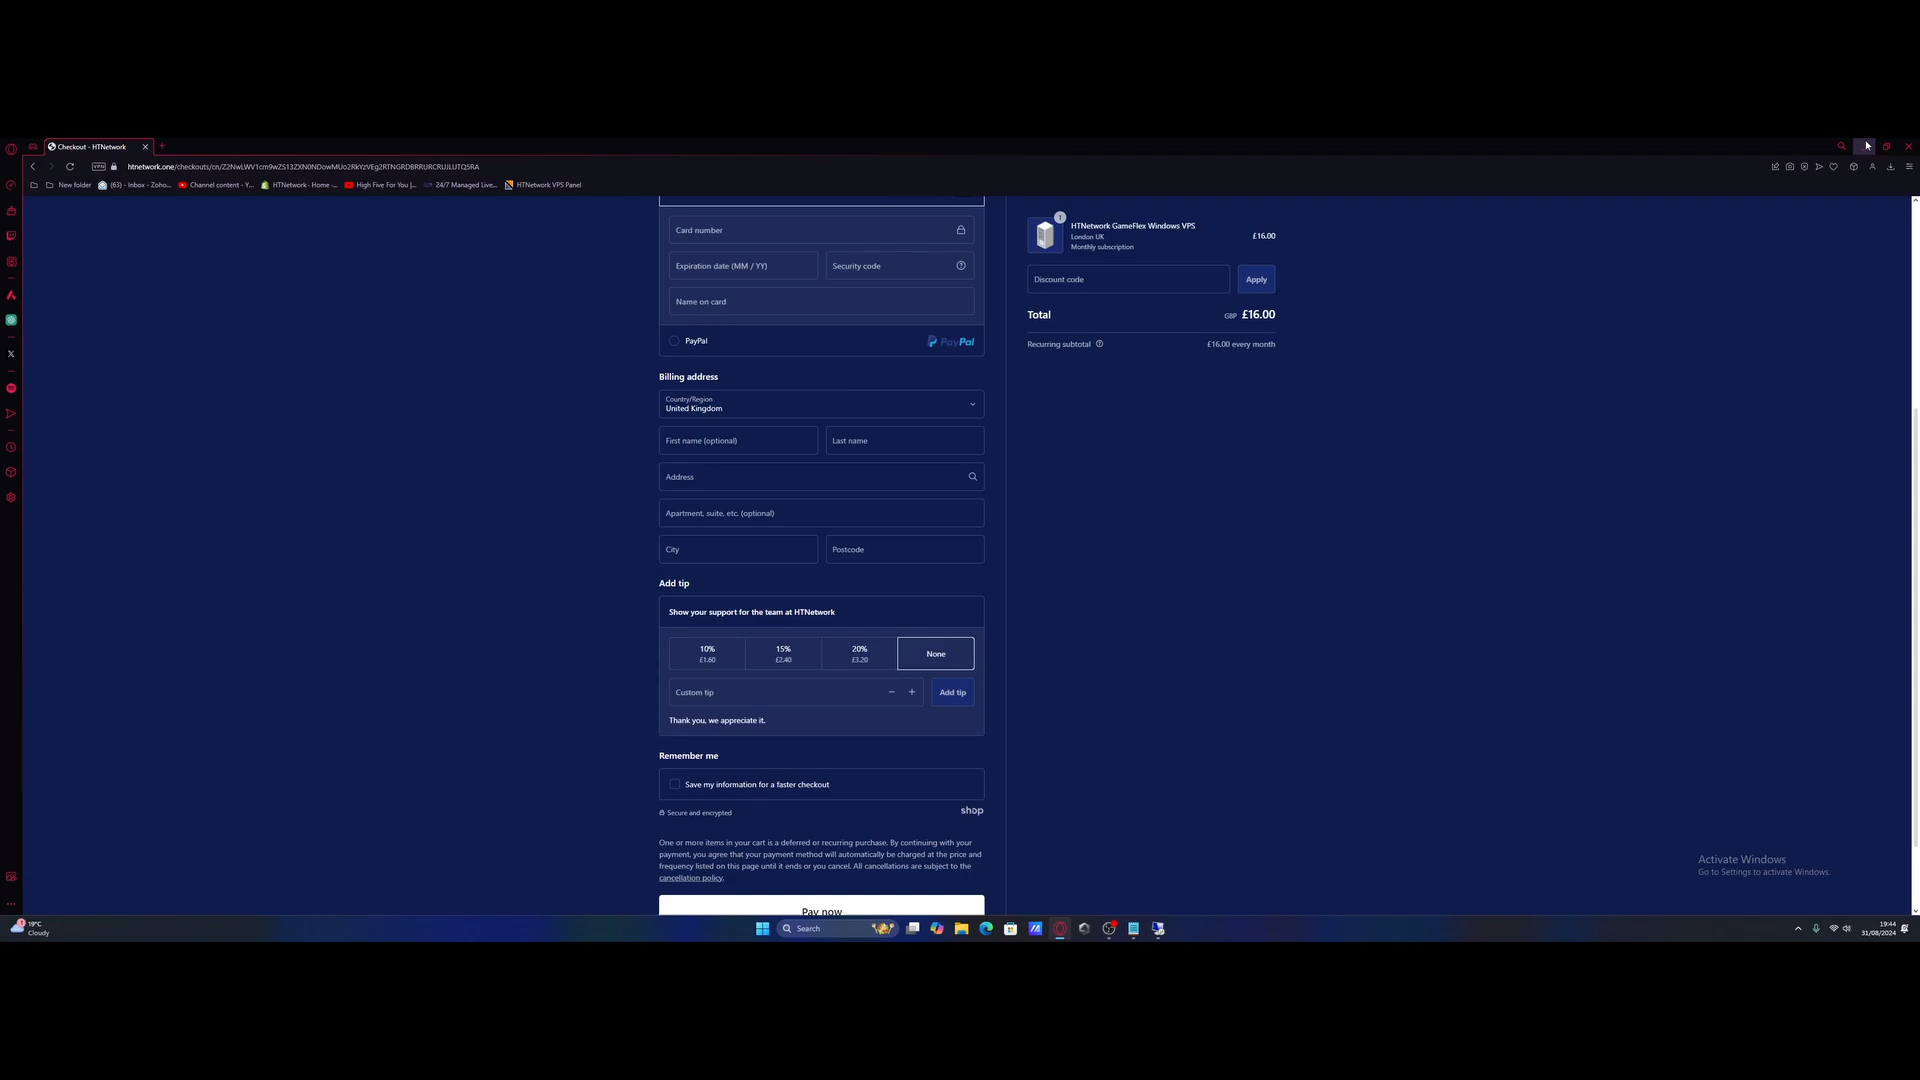 Checkout - HTNetwork
VPN
htnetwork.one/checkouts/cn/Z2NwLWV1cm9wZS13ZXN0NDowMUo2RkYzVEg2RTNGRDBRRURCRUJLUTQ5RA
New folder
(63) - Inbox - Zoho...
Channel content - Y...
HTNetwork - Home -...
High Five For You |...
24/7 Managed Live...
HTNetwork VPS Panel
Card number
Expiration date (MM / YY)
Security code
Name on card
PayPal
PayPal
Billing address
Country/Region
United Kingdom
First name (optional)
Last name
Address
Apartment, suite, etc. (optional)
City
Postcode
Add tip
Show your support for the team at HTNetwork
10%
£1.60
15%
£2.40
20%
£3.20
None
Custom tip
Add tip
Thank you, we appreciate it.
Remember me
Save my information for a faster checkout
Secure and encrypted
shop
One or more items in your cart is a deferred or recurring purchase. By continuing with your
payment, you agree that your payment method will automatically be charged at the price and
frequency listed on this page until it ends or you cancel. All cancellations are subject to the
cancellation policy.
Pay now
1
HTNetwork GameFlex Windows VPS
London UK
Monthly subscription
£16.00
Discount code
Apply
Total
GBP £16.00
Recurring subtotal
£16.00 every month
Activate Windows
Go to Settings to activate Windows.
1
19°C
Cloudy
Search
19:44
31/08/2024